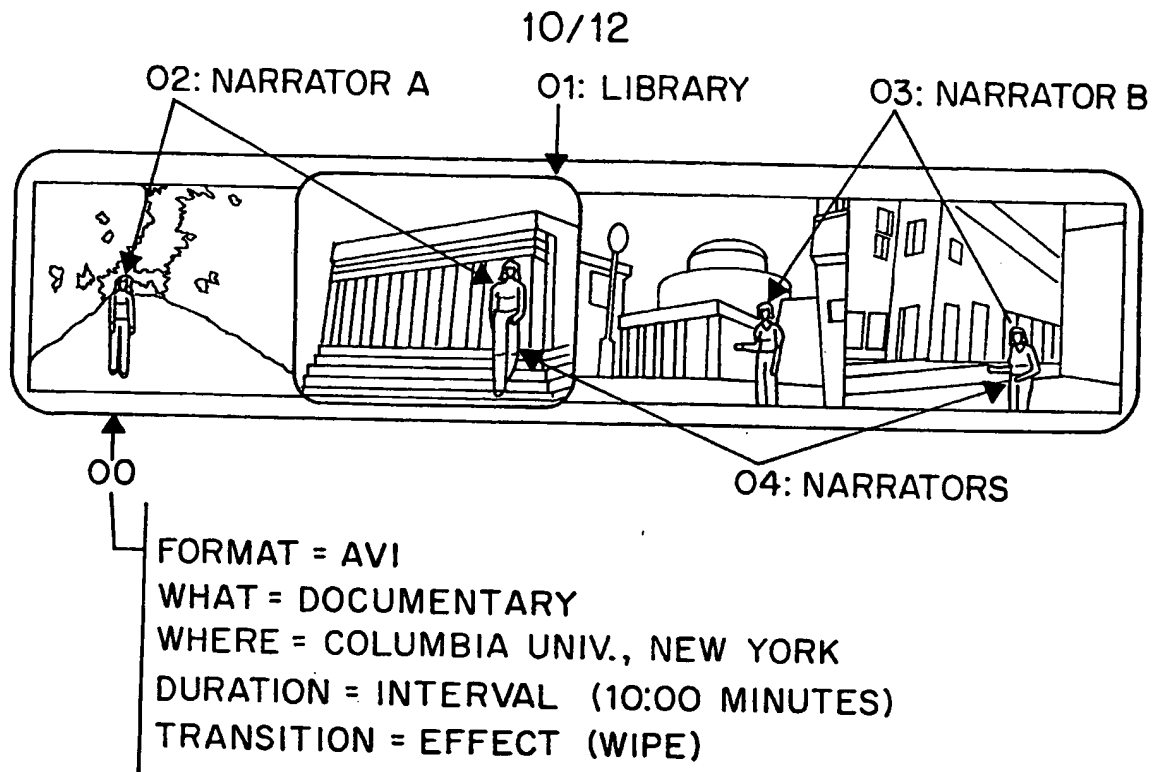 10/12
O2: NARRATOR A
O1: LIBRARY
O3: NARRATOR B
OO
O4: NARRATORS
FORMAT = AVI
WHAT = DOCUMENTARY
WHERE = COLUMBIA UNIV., NEW YORK
DURATION = INTERVAL (10:00 MINUTES)
TRANSITION = EFFECT (WIPE)